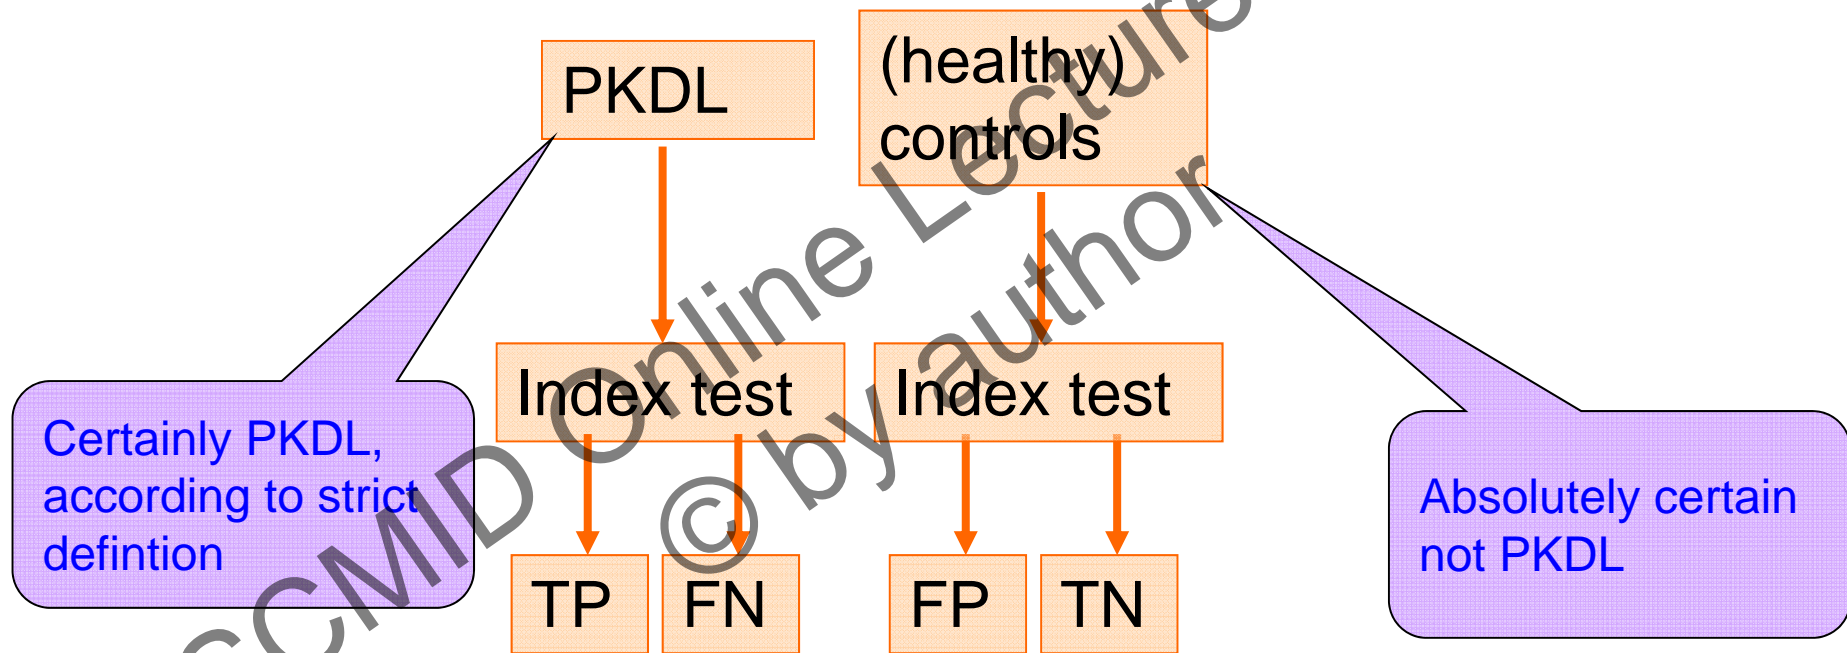 PKDL
(healthy)
controls
Index test
Index test
Certainly PKDL,
according to strict
defintion
Absolutely certain
not PKDL
TP
FN
FP
TN
SCMID Online Lecture
© by author